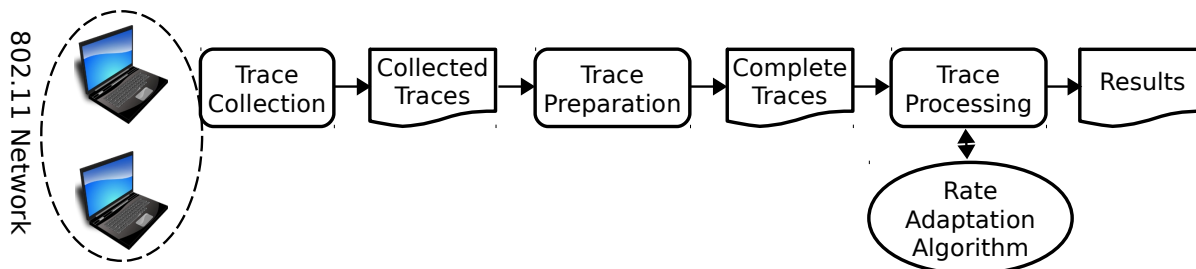 802.11 Network
Trace
Collection
Collected
Traces
Trace
Preparation
Complete
Traces
Trace
Processing
Results
Rate
Adaptation
Algorithm